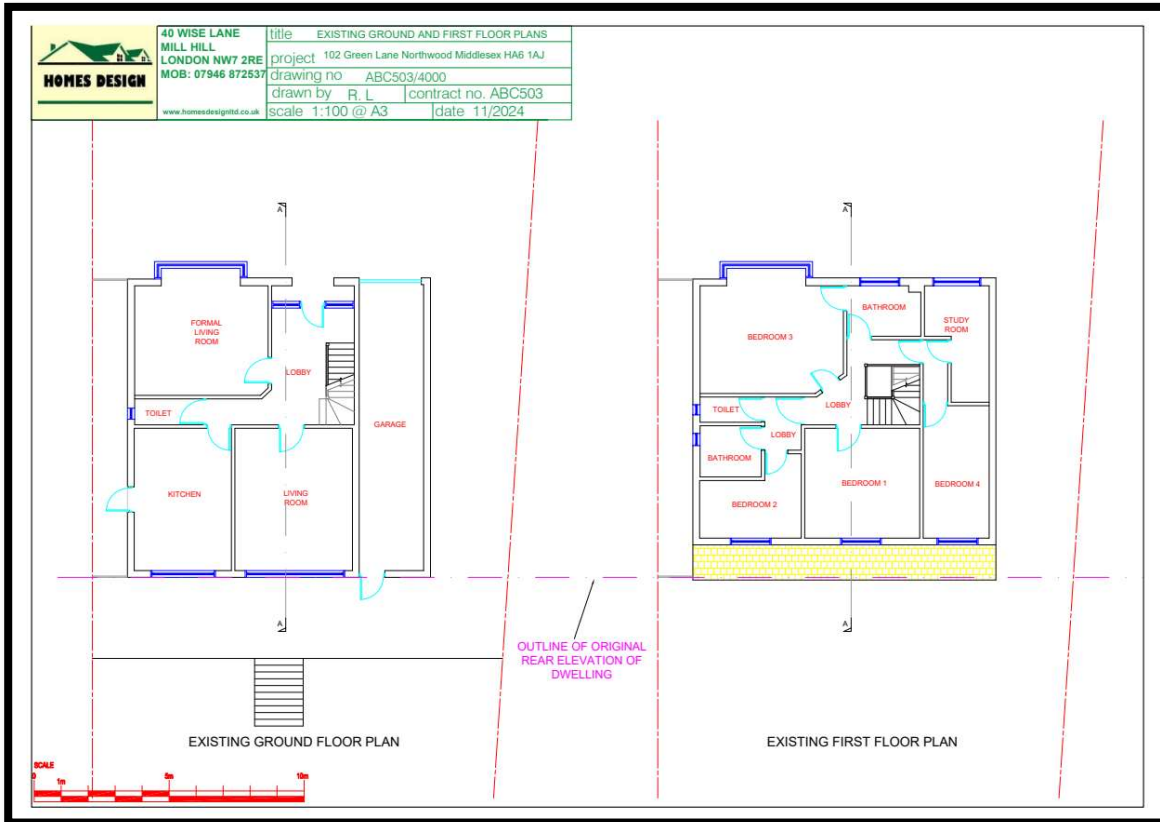 HOMES DESIGN
40 WISE LANE
MILL HILL
LONDON NW7 2RE
MOB: 07946 872537
www.homesdesignltd.co.uk
title EXISTING GROUND AND FIRST FLOOR PLANS
project 102 Green Lane Northwood Middlesex HA6 1AJ
drawing no ABC503/4000
drawn by R. L contract no. ABC503
scale 1:100 @ A3 date 11/2024
A
FORMAL
LIVING
ROOM
LOBBY
TOILET
GARAGE
KITCHEN
LIVING
ROOM
A
EXISTING GROUND FLOOR PLAN
A
BATHROOM
STUDY
ROOM
BEDROOM 3
LOBBY
TOILET
LOBBY
BATHROOM
BEDROOM 1
BEDROOM 4
BEDROOM 2
A
OUTLINE OF ORIGINAL
REAR ELEVATION OF
DWELLING
EXISTING FIRST FLOOR PLAN
SCALE
0 1m 5m 10m